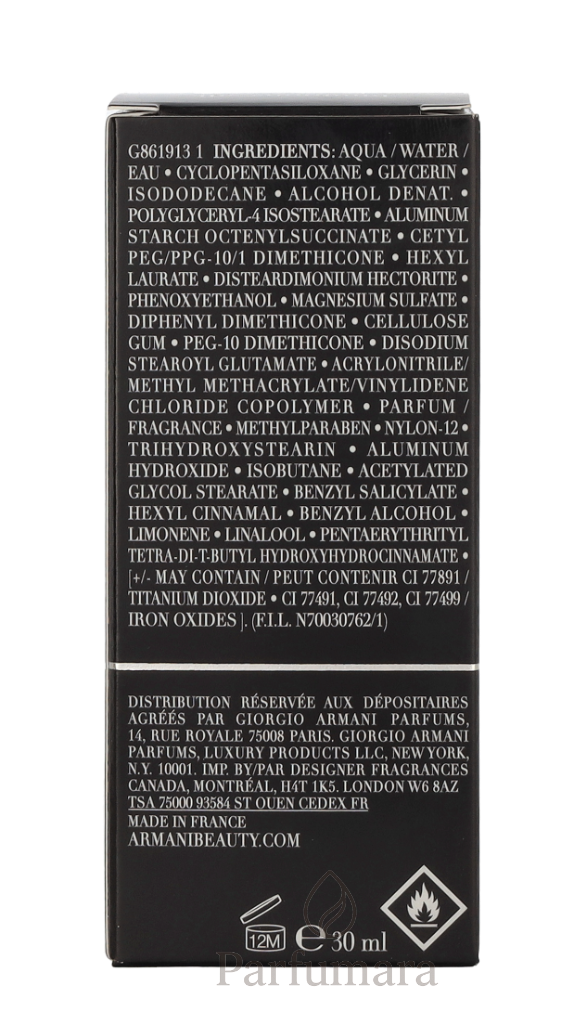 G861913 1 INGREDIENTS: AQUA / WATER /
EAU • CYCLOPENTASILOXANE • GLYCERIN •
ISODODECANE • ALCOHOL DENAT. •
POLYGLYCERYL-4 ISOSTEARATE • ALUMINUM
STARCH OCTENYLSUCCINATE • CETYL
PEG/PPG-10/1 DIMETHICONE • HEXYL
LAURATE • DISTEARDIMONIUM HECTORITE •
PHENOXYETHANOL • MAGNESIUM SULFATE •
DIPHENYL DIMETHICONE • CELLULOSE
GUM • PEG-10 DIMETHICONE • DISODIUM
STEAROYL GLUTAMATE • ACRYLONITRILE/
METHYL METHACRYLATE/VINYLIDENE
CHLORIDE COPOLYMER • PARFUM /
FRAGRANCE • METHYLPARABEN • NYLON-12 •
TRIHYDROXYSTEARIN • ALUMINUM
HYDROXIDE • ISOBUTANE • ACETYLATED
GLYCOL STEARATE • BENZYL SALICYLATE •
HEXYL CINNAMAL • BENZYL ALCOHOL •
LIMONENE • LINALOOL • PENTAERYTHRITYL
TETRA-DI-T-BUTYL HYDROXYHYDROCINNAMATE •
[+/- MAY CONTAIN / PEUT CONTENIR CI 77891 /
TITANIUM DIOXIDE • CI 77491, CI 77492, CI 77499 /
IRON OXIDES ]. (F.I.L. N70030762/1)
DISTRIBUTION RÉSERVÉE AUX DÉPOSITAIRES
AGRÉÉS PAR GIORGIO ARMANI PARFUMS,
14, RUE ROYALE 75008 PARIS. GIORGIO ARMANI
PARFUMS, LUXURY PRODUCTS LLC, NEW YORK,
N.Y. 10001. IMP. BY/PAR DESIGNER FRAGRANCES
CANADA, MONTRÉAL, H4T 1K5. LONDON W6 8AZ
TSA 75000 93584 ST OUEN CEDEX FR
MADE IN FRANCE
ARMANIBEAUTY.COM
12M ℮ 30 ml
Parfumara